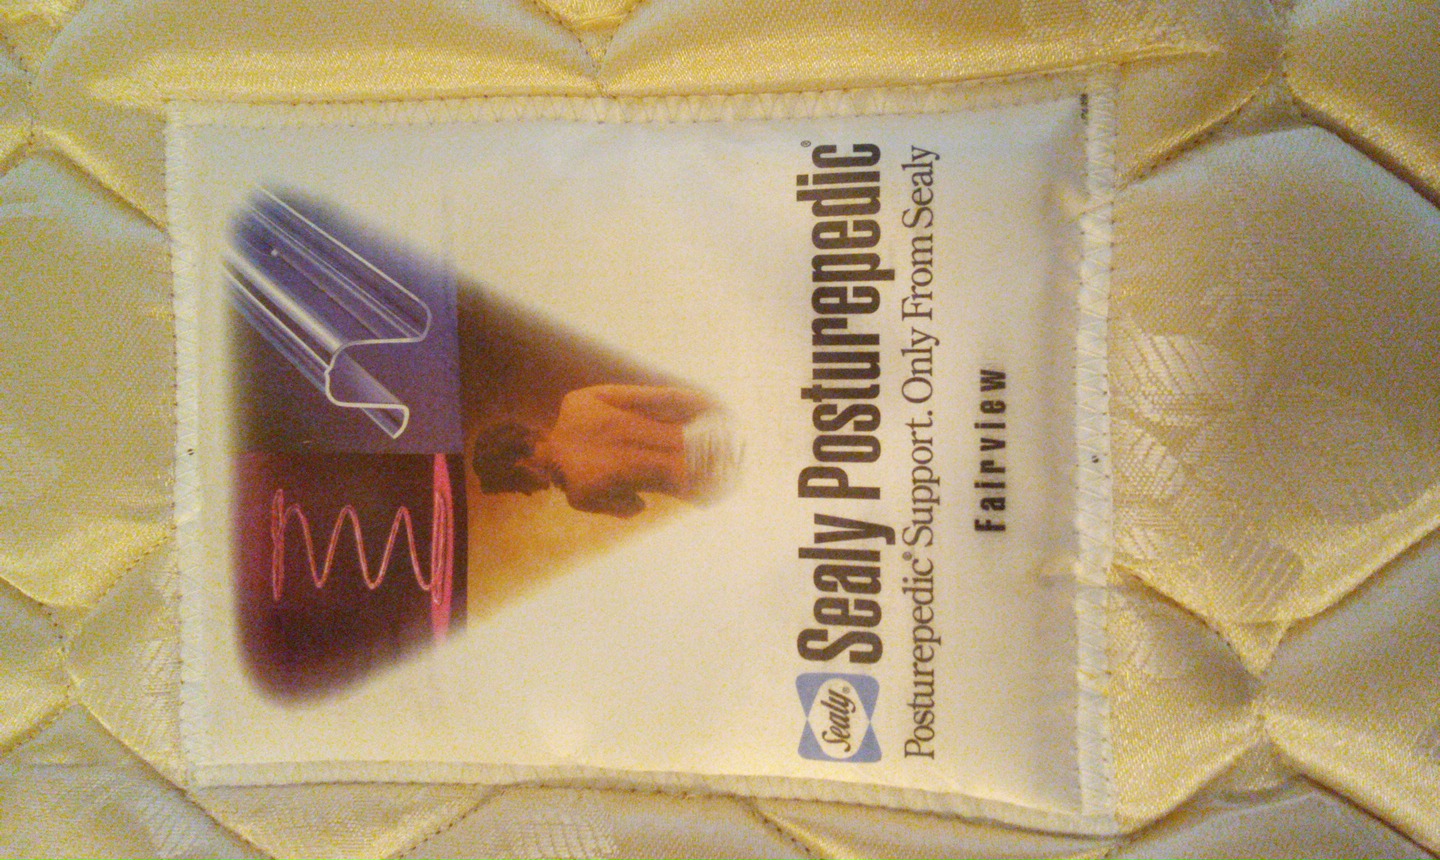 Sealy® Sealy Posturepedic®
Posturepedic® Support. Only From Sealy
Fairview